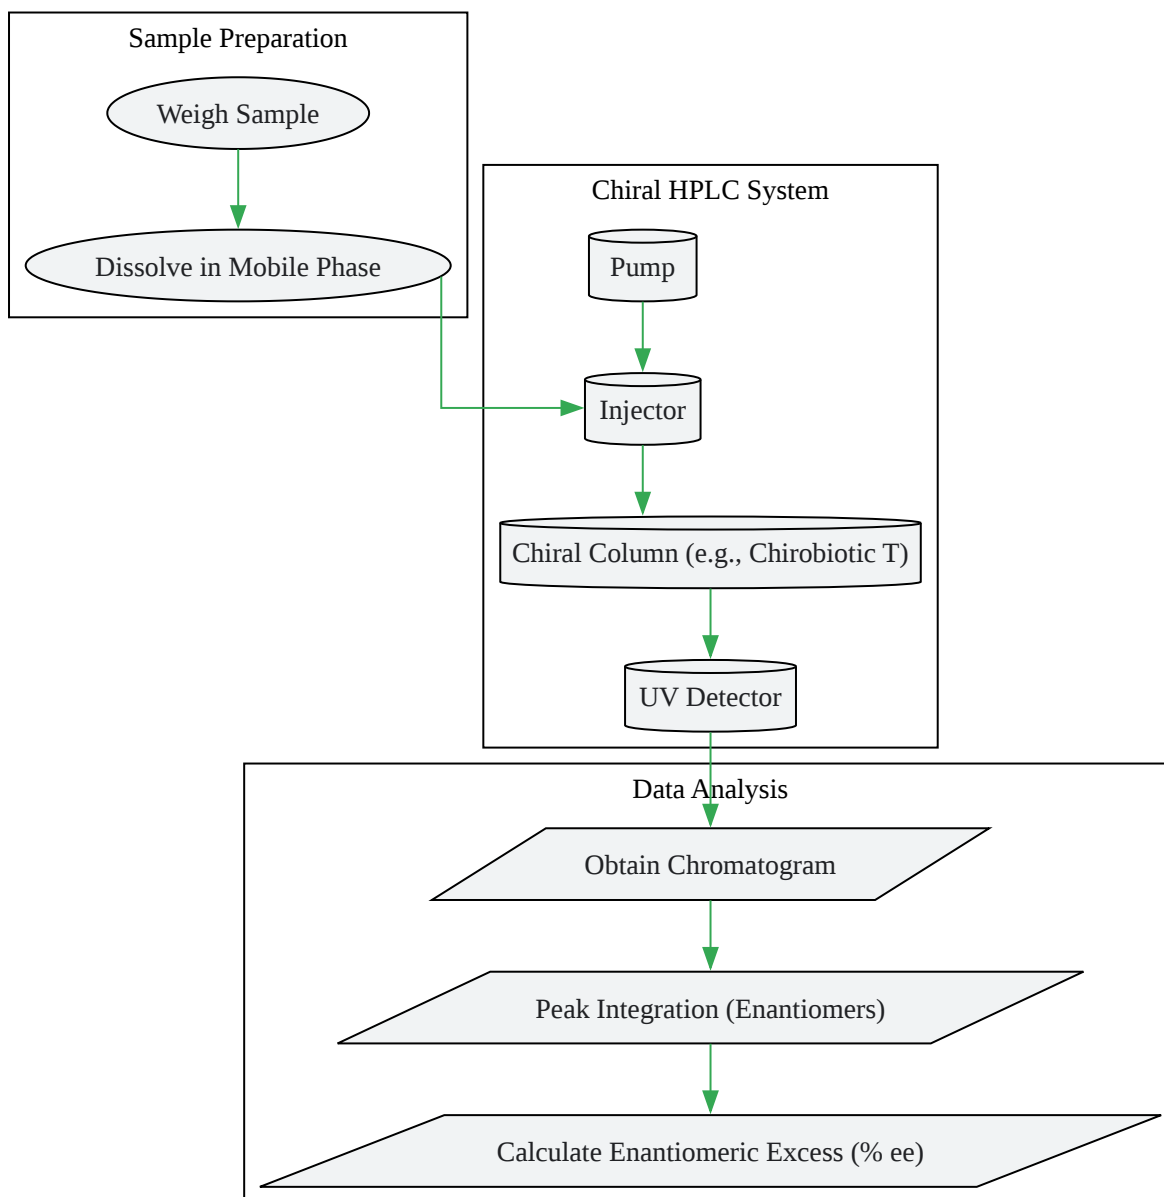 Sample Preparation
Weigh Sample
Dissolve in Mobile Phase
Chiral HPLC System
Pump
Injector
Chiral Column (e.g., Chirobiotic T)
UV Detector
Data Analysis
Obtain Chromatogram
Peak Integration (Enantiomers)
Calculate Enantiomeric Excess (% ee)